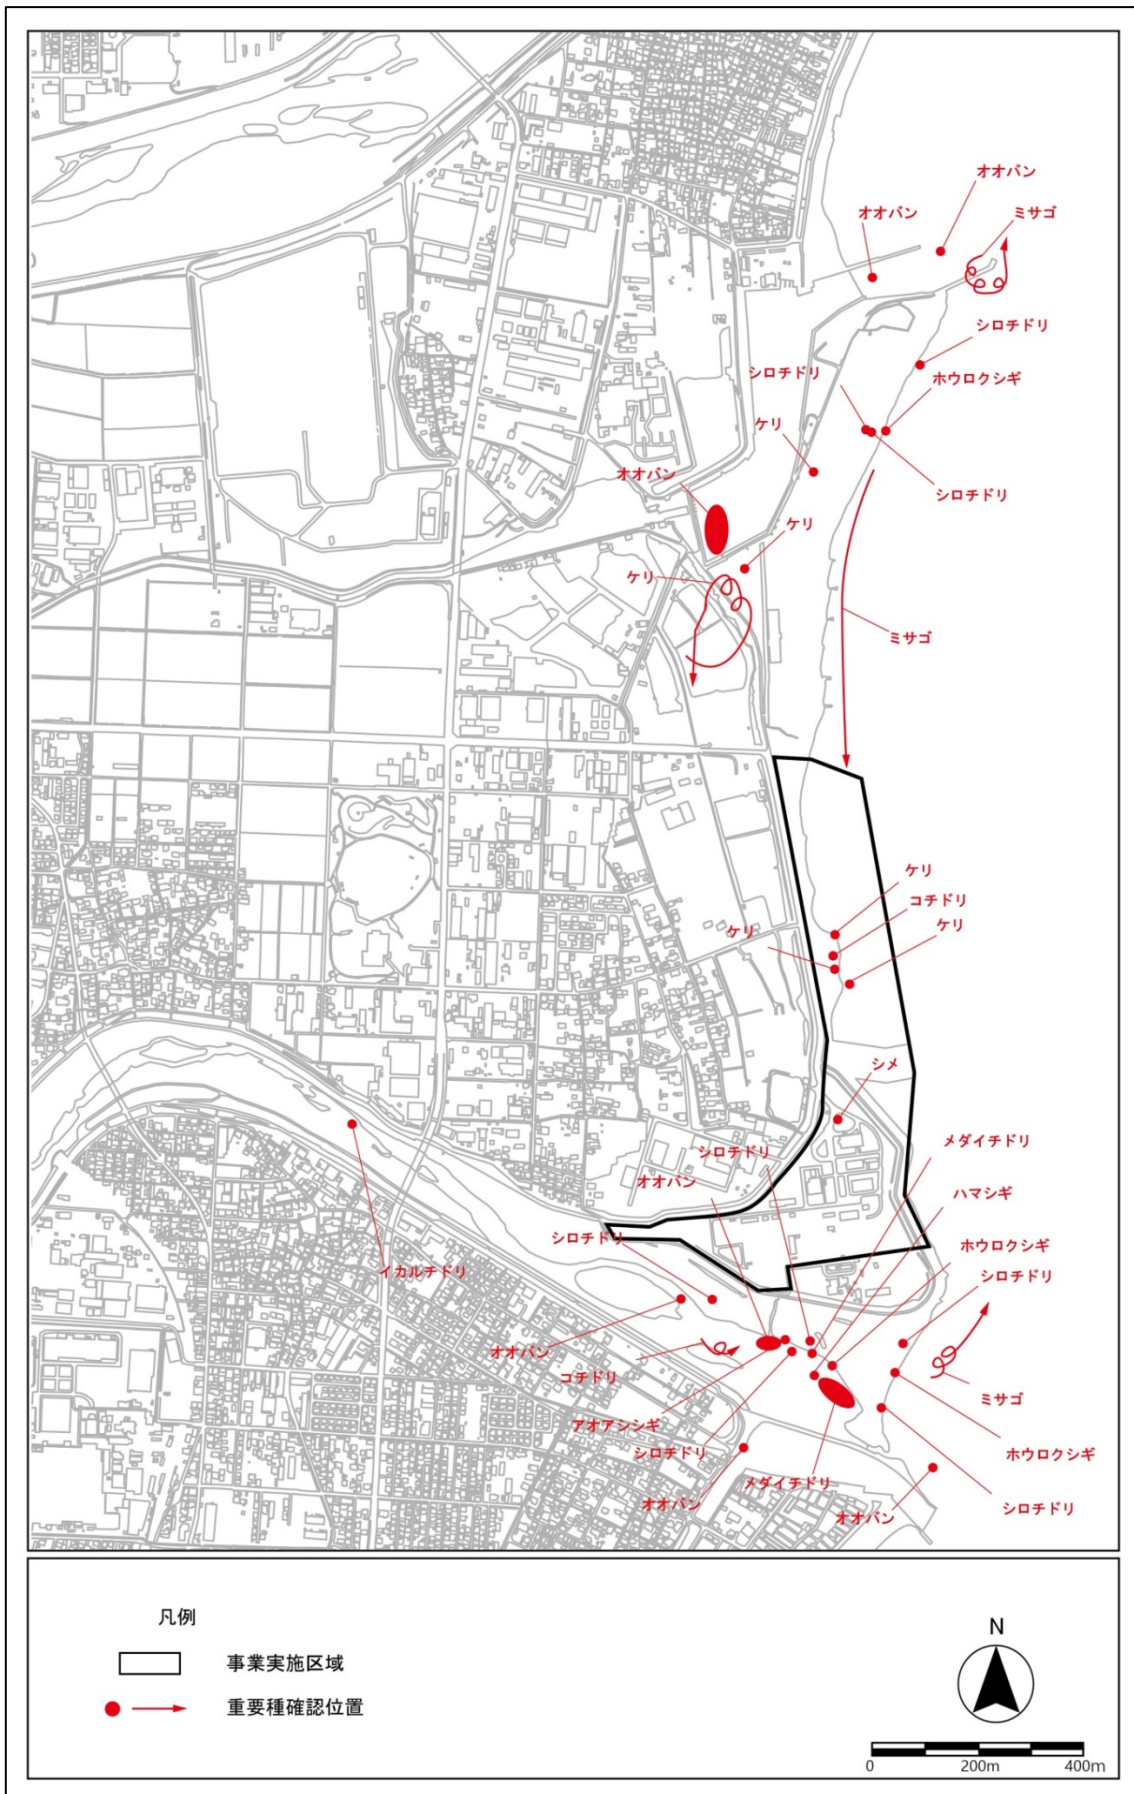 オオバン
オオバン
ミサゴ
シロチドリ
シロチドリ
ホウロクシギ
ケリ
オオバン
シロチドリ
ケリ
ケリ
ミサゴ
ケリ
コチドリ
ケリ
ケリ
シメ
メダイチドリ
シロチドリ
オオバン
ハマシギ
シロチドリ
ホウロクシギ
イカルチドリ
シロチドリ
オオバン
コチドリ
ミサゴ
アオアシシギ
シロチドリ
ホウロクシギ
メダイチドリ
オオバン
シロチドリ
オオバン
凡例
事業実施区域
重要種確認位置
N
0 200m 400m